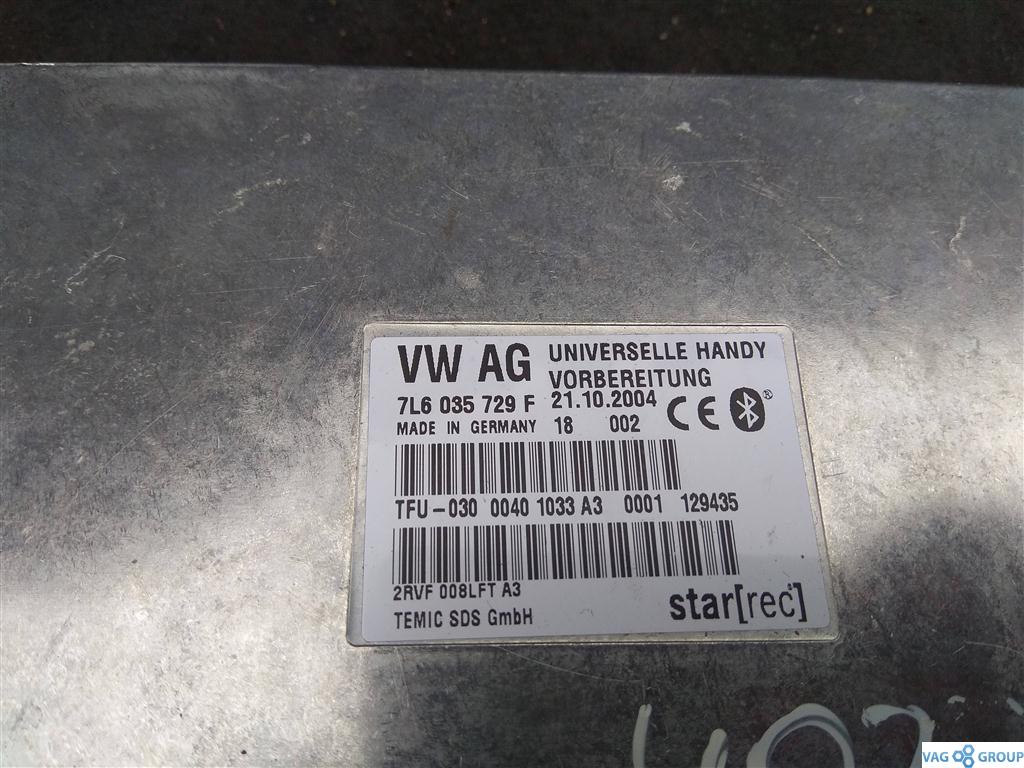 VW AG UNIVERSELLE HANDY
VORBEREITUNG
7L6 035 729 F 21.10.2004
MADE IN GERMANY 18 002
CE
TFU-030 0040 1033 A3 0001 129435
2RVF 008LFT A3
TEMIC SDS GmbH
star[rec]
VAG GROUP